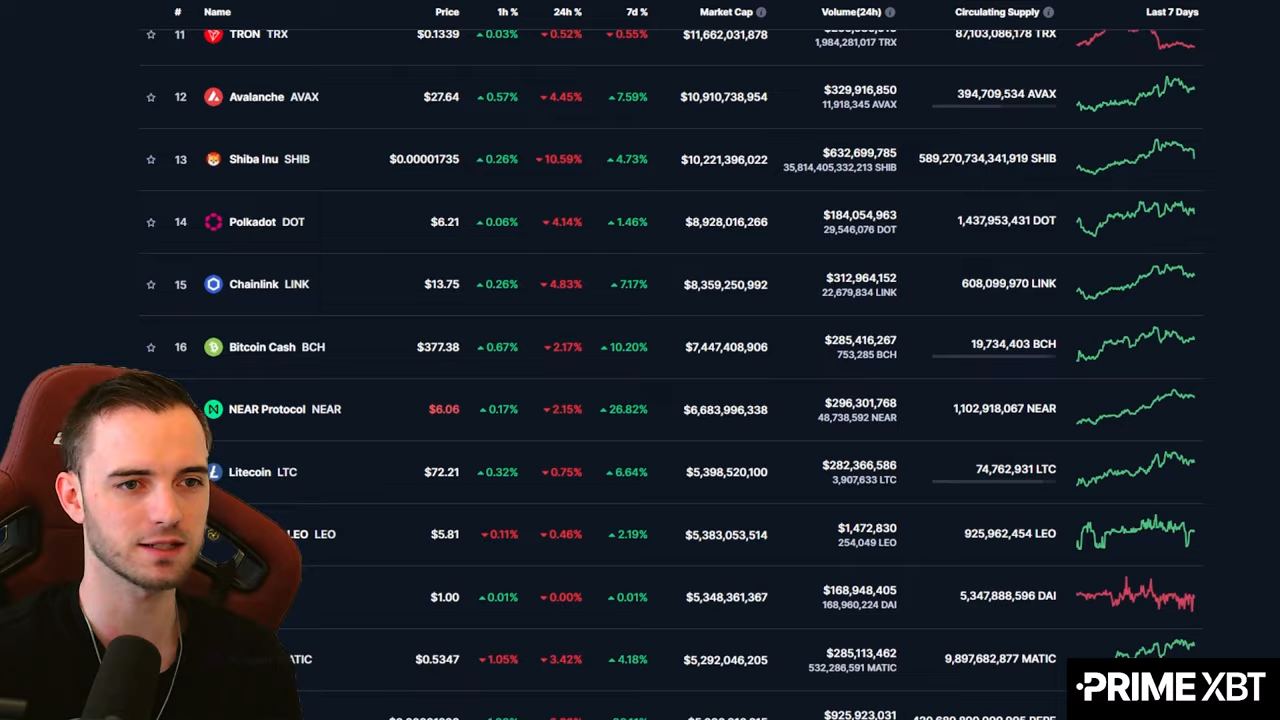 # Name Price 1h % 24h % 7d % Market Cap Volume(24h) Circulating Supply Last 7 Days
11 TRON TRX $0.1339 0.03% 0.52% 0.55% $11,662,031,878 87,103,086,178 TRX
1,984,281,017 TRX
12 Avalanche AVAX $27.64 0.57% 4.45% 7.59% $10,910,738,954 $329,916,850 394,709,534 AVAX
11,918,345 AVAX
13 Shiba Inu SHIB $0.00001735 0.26% 10.59% 4.73% $10,221,396,022 $632,699,785 589,270,734,341,919 SHIB
35,814,405,332,213 SHIB
14 Polkadot DOT $6.21 0.06% 4.14% 1.46% $8,928,016,266 $184,054,963 1,437,953,431 DOT
29,546,076 DOT
15 Chainlink LINK $13.75 0.26% 4.83% 7.17% $8,359,250,992 $312,964,152 608,099,970 LINK
22,679,834 LINK
16 Bitcoin Cash BCH $377.38 0.67% 2.17% 10.20% $7,447,408,906 $285,416,267 19,734,403 BCH
753,285 BCH
NEAR Protocol NEAR $6.06 0.17% 2.15% 26.82% $6,683,996,338 $296,301,768 1,102,918,067 NEAR
48,738,592 NEAR
Litecoin LTC $72.21 0.32% 0.75% 6.64% $5,398,520,100 $282,366,586 74,762,931 LTC
3,907,633 LTC
LEO LEO $5.81 0.11% 0.46% 2.19% $5,383,053,514 $1,472,830 925,962,454 LEO
254,049 LEO
$1.00 0.01% 0.00% 0.01% $5,348,361,367 $168,948,405 5,347,888,596 DAI
168,960,224 DAI
MATIC $0.5347 1.05% 3.42% 4.18% $5,292,046,205 $285,113,462 9,897,682,877 MATIC
532,286,591 MATIC
$925,923,031
PRIME XBT